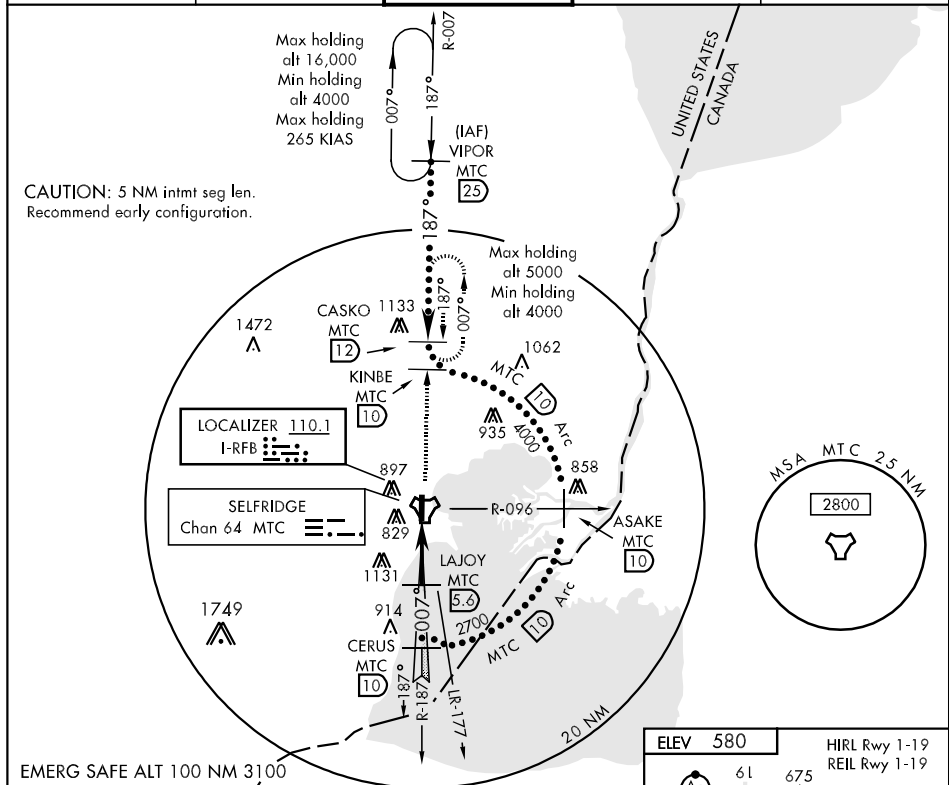 Max holding
alt 16,000
Min holding
alt 4000
Max holding
265 KIAS
R-007
007°
187°
(IAF)
VIPOR
MTC
25
UNITED STATES
CANADA
CAUTION: 5 NM intmt seg len.
Recommend early configuration.
187°
Max holding
alt 5000
Min holding
alt 4000
187°
007°
CASKO
MTC
12
1133
1472
1062
KINBE
MTC
10
MTC
10
Arc
4000
935
LOCALIZER 110.1
I-RFB
897
858
MSA MTC 25 NM
2800
SELFRIDGE
Chan 64 MTC
R-096
ASAKE
MTC
10
829
1131
LAJOY
MTC
5.6
1749
914
007°
2700
MTC
10
Arc
CERUS
MTC
10
187°
R-187
LR-177
20 NM
EMERG SAFE ALT 100 NM 3100
ELEV 580
HIRL Rwy 1-19
REIL Rwy 1-19
61
675
A